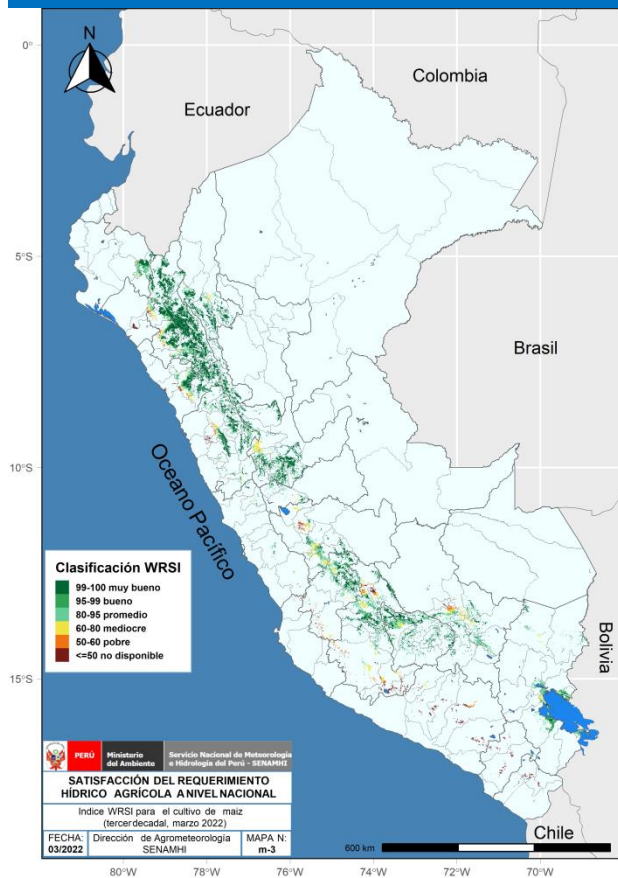 N
0°
Colombia
Ecuador
5°S
Brasil
10°S
Oceano Pacífico
Clasificación WRSI
99-100 muy bueno
95-99 bueno
80-95 promedio
60-80 mediocre
50-60 pobre
<=50 no disponible
Bolivia
15°S
PERÚ
Ministerio
del Ambiente
Servicio Nacional de Meteorología
e Hidrología del Perú - SENAMHI
SATISFACCIÓN DEL REQUERIMIENTO
HÍDRICO AGRÍCOLA A NIVEL NACIONAL
Indice WRSI para el cultivo de maiz
(tercerdecadal, marzo 2022)
FECHA:
03/2022
Dirección de Agrometeorología
SENAMHI
MAPA N:
m-3
600 km
Chile
80°W
78°W
76°W
74°W
72°W
70°W